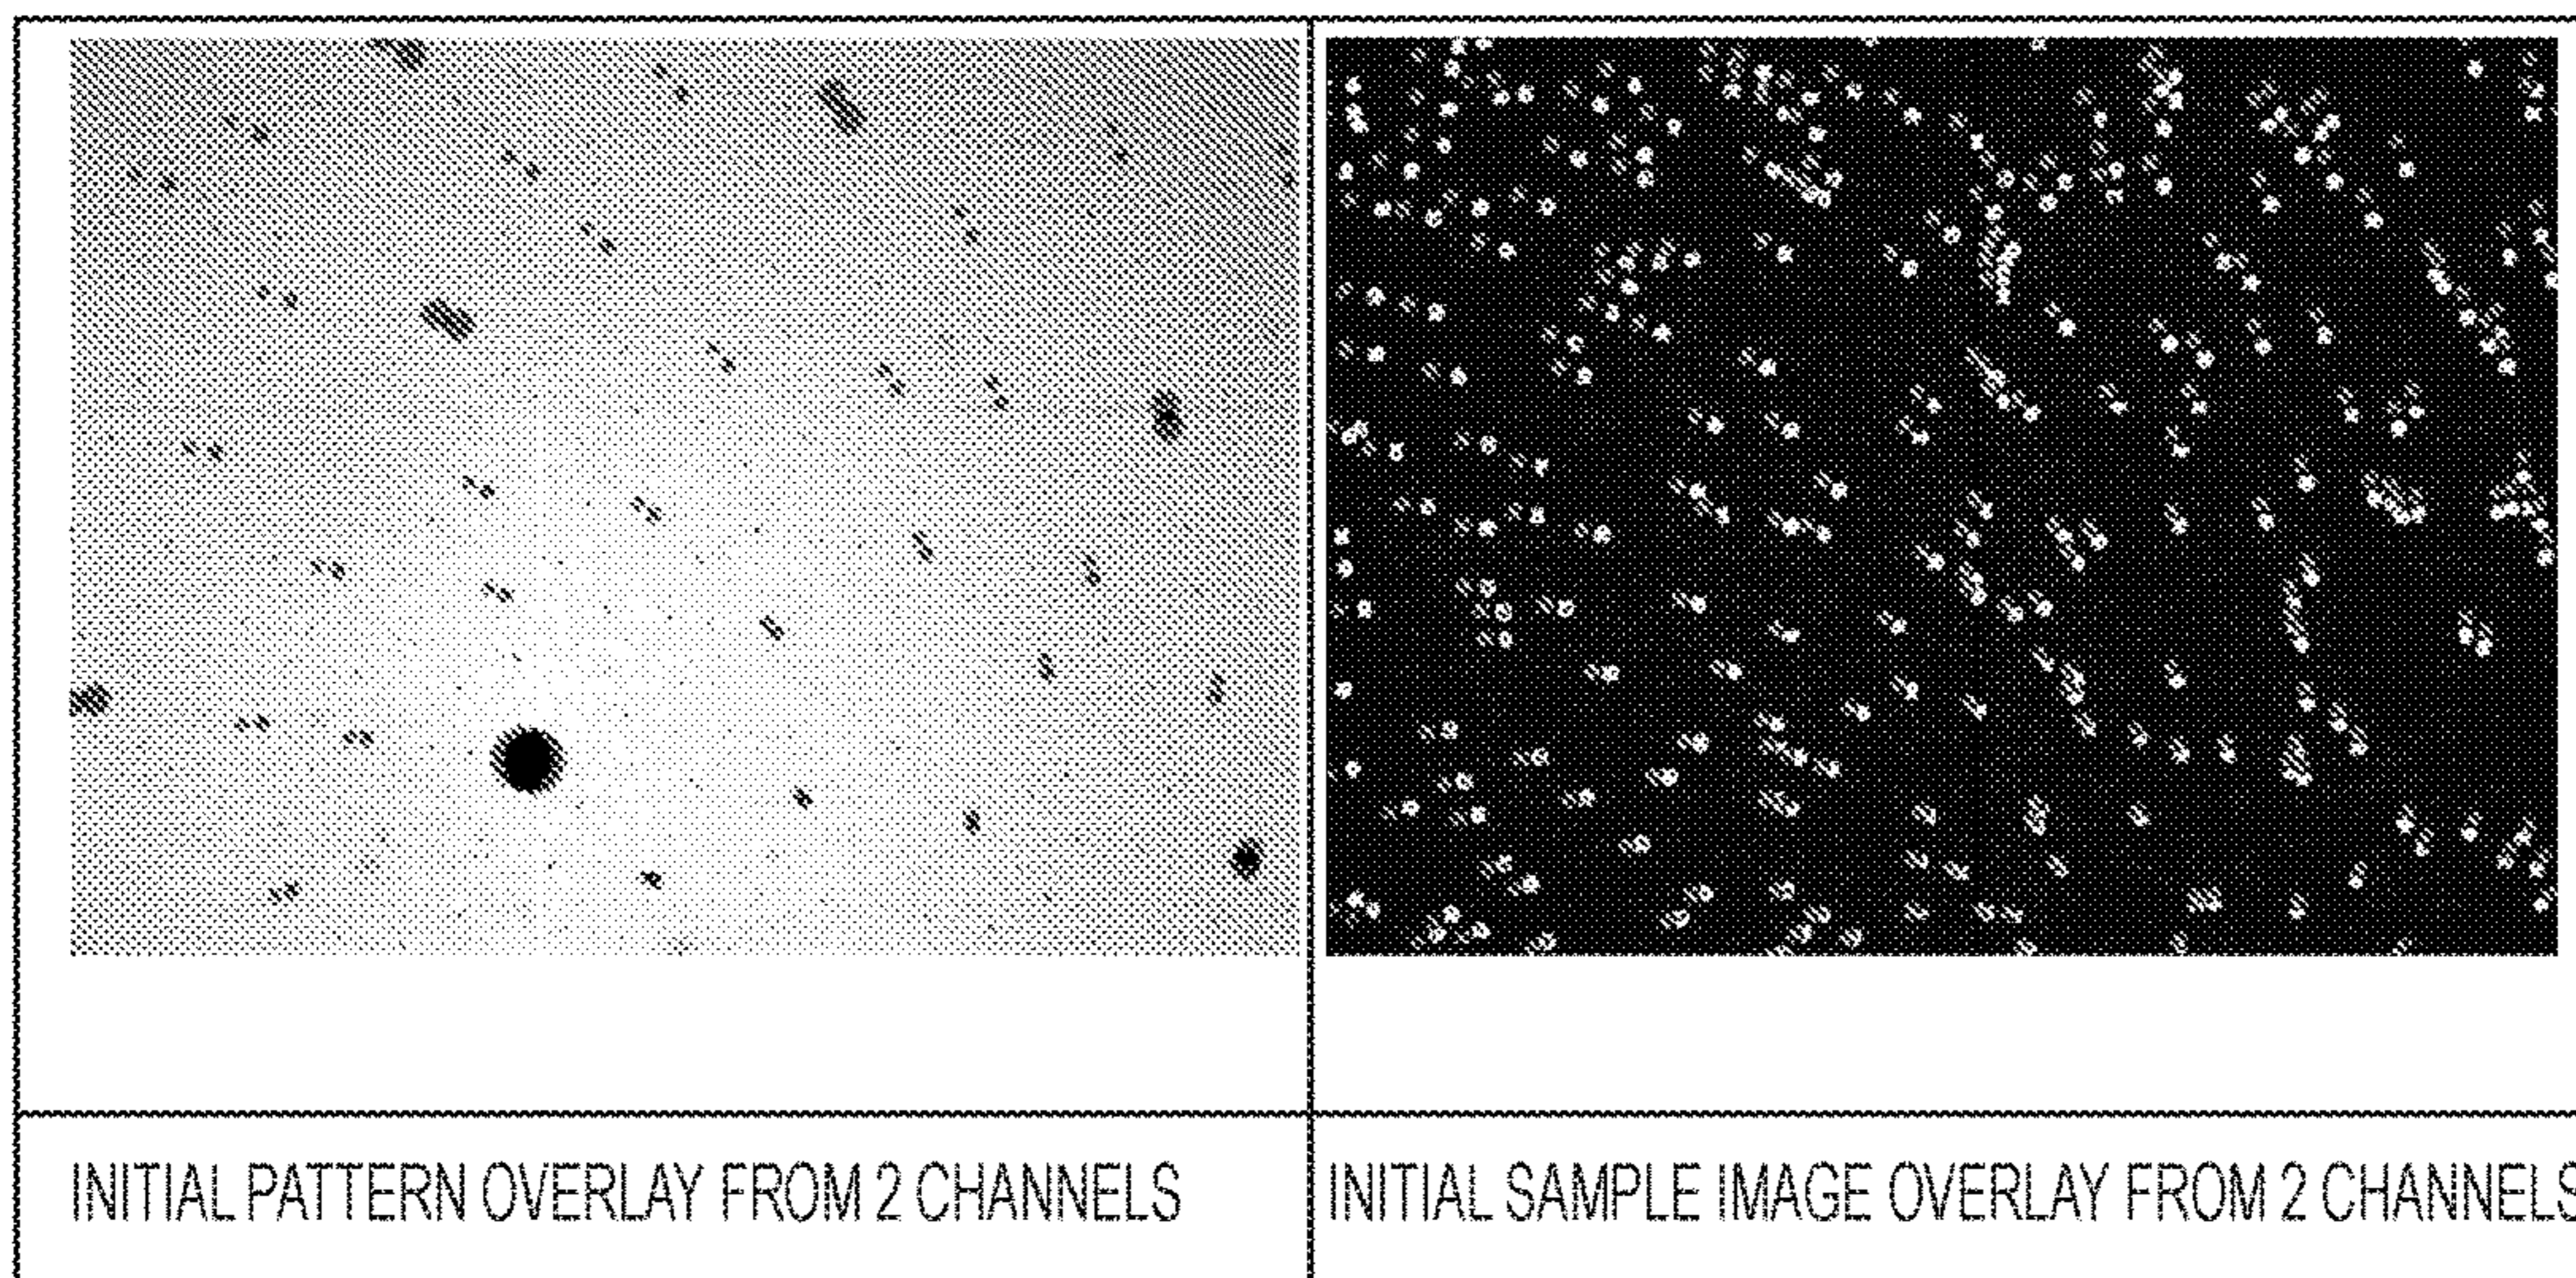 INITIAL PATTERN OVERLAY FROM 2 CHANNELS
INITIAL SAMPLE IMAGE OVERLAY FROM 2 CHANNELS